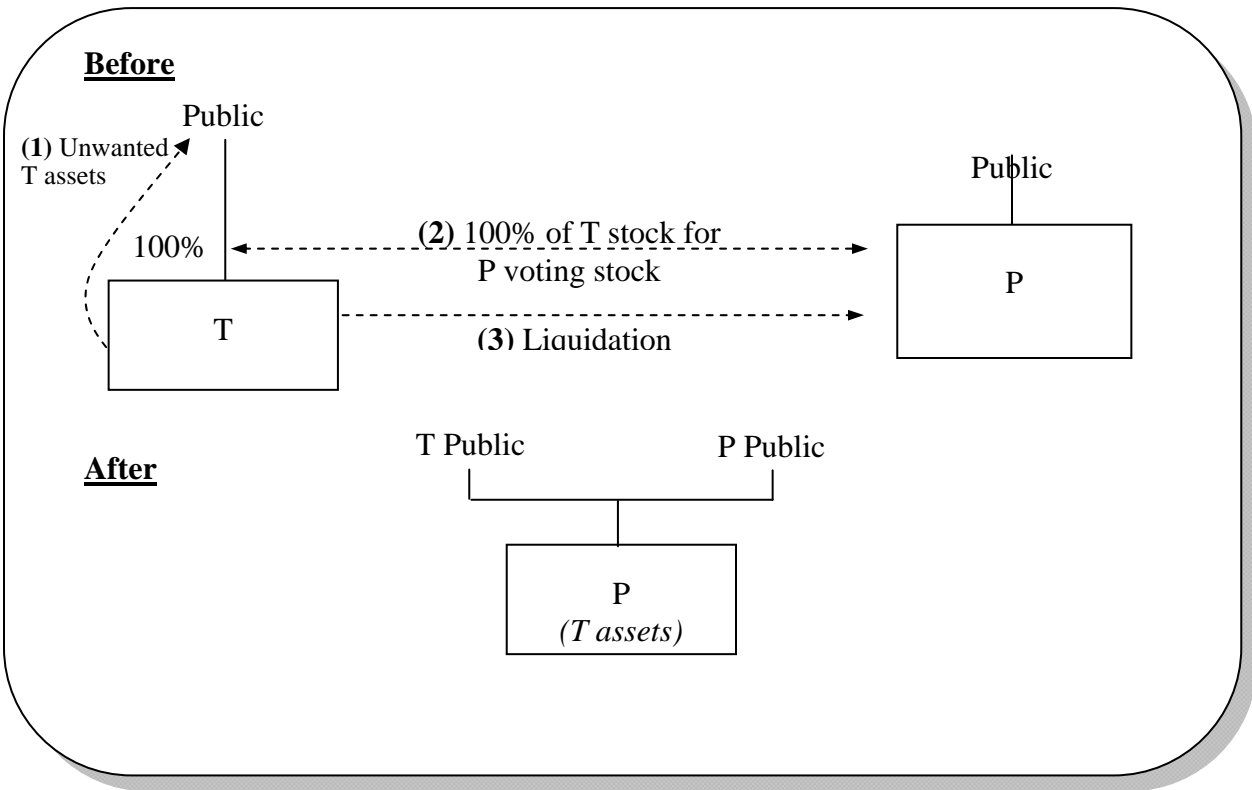 Before
Public
(1) Unwanted
T assets
Public
100%
(2) 100% of T stock for
P voting stock
T
P
(3) Liquidation
T Public
P Public
After
P
(T assets)